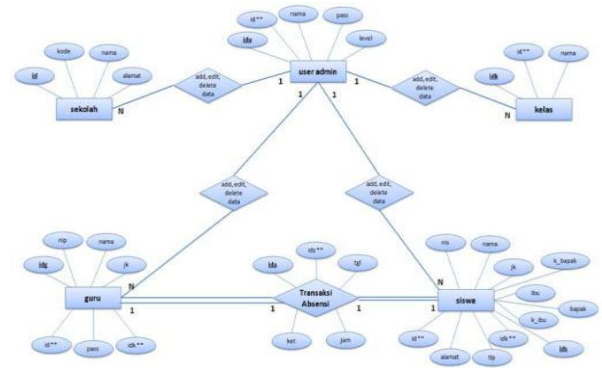 id**
nama
pass
idu
level
user admin
kode
nama
id
alamat
sekolah
add, edit,
delete
data
1
N
1
1
1
add, edit,
delete
data
id**
nama
idk
kelas
N
add, edit,
delete
data
add, edit,
delete
data
nip
nama
idg
jk
guru
N
1
id**
pass
idk**
ids**
ida
tgl
Transaksi
Absensi
1
1
ket
jam
nis
nama
jk
k_bapak
ibu
bapak
k_ibu
ids
siswa
N
1
id**
idk**
alamat
tlp